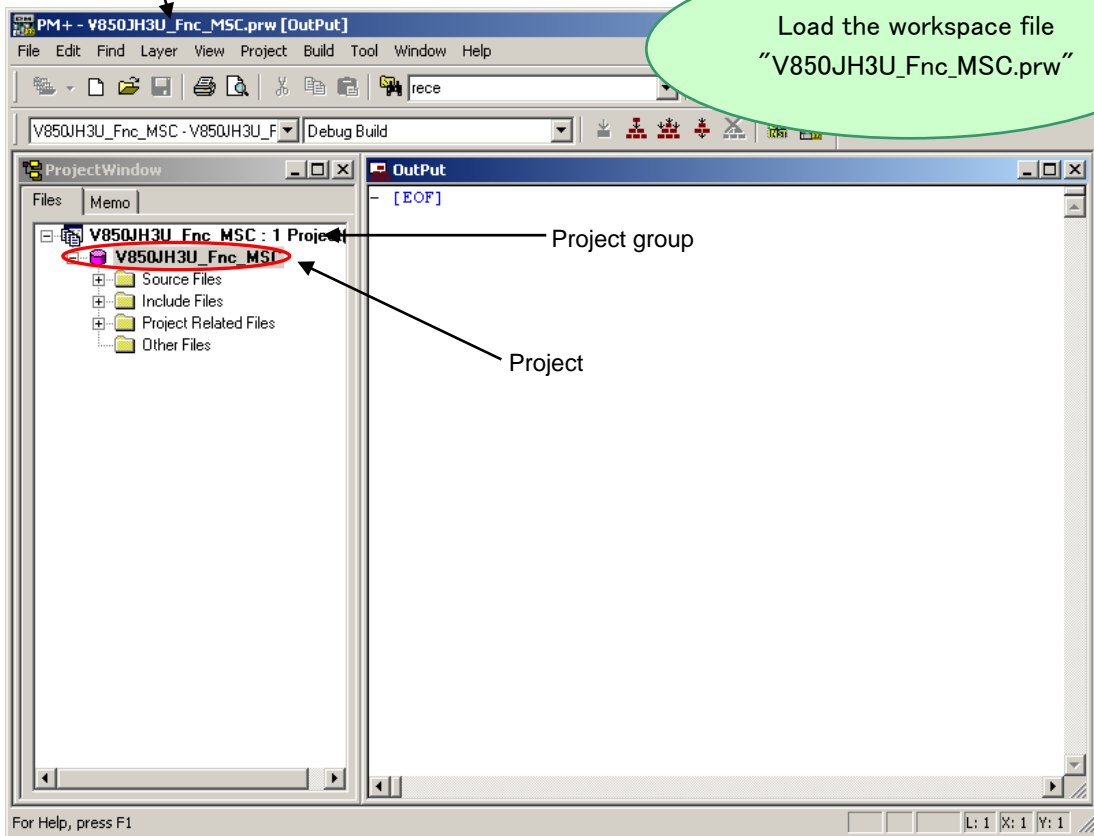 PM+ - V850JH3U_Fnc_MSC.prw [OutPut]
Load the workspace file
"V850JH3U_Fnc_MSC.prw"
File Edit Find Layer View Project Build Tool Window Help
rece
V850JH3U_Fnc_MSC - V850JH3U_F Debug Build
ProjectWindow
OutPut
Files Memo
[EOF]
V850JH3U_Fnc_MSC : 1 Project(
Project group
V850JH3U_Fnc_MSC
Source Files
Include Files
Project Related Files
Other Files
Project
For Help, press F1
L: 1 X: 1 Y: 1